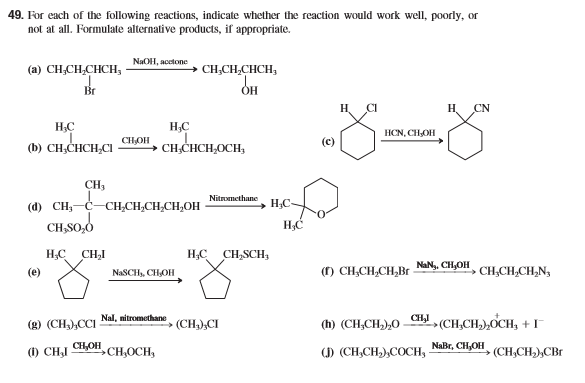 49. For each of the following reactions, indicate whether the reaction would work well, poorly, or
not at all. Formulate alternative products, if appropriate.
(a) CH₃CH₂CHCH₃ NaOH, acetone CH₃CH₂CHCH₃
Br OH
H₃C H₃C
(b) CH₃CHCH₂Cl CH₃OH CH₃CHCH₂OCH₃
H Cl H CN
(c) HCN, CH₃OH
CH₃
(d) CH₃—C—CH₂CH₂CH₂CH₂OH Nitromethane H₃C
CH₃SO₂O H₃C O
H₃C CH₂I H₃C CH₂SCH₃
(e) NaSCH₃, CH₃OH
(f) CH₃CH₂CH₂Br NaN₃, CH₃OH CH₃CH₂CH₂N₃
(g) (CH₃)₃CCl NaI, nitromethane (CH₃)₃CI
(h) (CH₃CH₂)₂O CH₃I (CH₃CH₂)₂O⁺CH₃ + I⁻
(i) CH₃I CH₃OH CH₃OCH₃
(j) (CH₃CH₂)₃COCH₃ NaBr, CH₃OH (CH₃CH₂)₃CBr